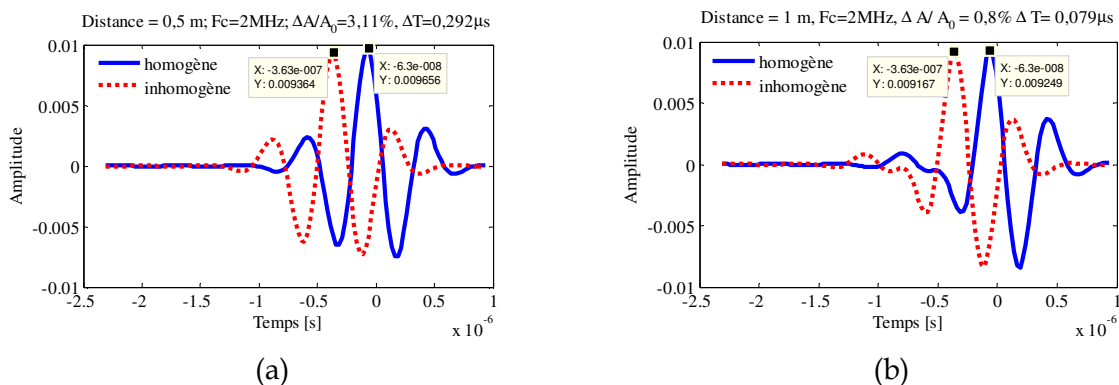 Distance = 0,5 m; Fc=2MHz; ΔA/A0=3,11%, ΔT=0,292µs
0.01
0.005
0
-0.005
-0.01
Amplitude
homogène
inhomogène
X: -3.63e-007
Y: 0.009364
X: -6.3e-008
Y: 0.009656
-2.5 -2 -1.5 -1 -0.5 0 0.5 1
Temps [s]
x 10-6
(a)
Distance = 1 m, Fc=2MHz, Δ A/ A0 = 0,8% Δ T= 0,079µs
0.01
0.005
0
-0.005
-0.01
Amplitude
homogène
inhomogène
X: -3.63e-007
Y: 0.009167
X: -6.3e-008
Y: 0.009249
-2.5 -2 -1.5 -1 -0.5 0 0.5 1
Temps [s]
x 10-6
(b)